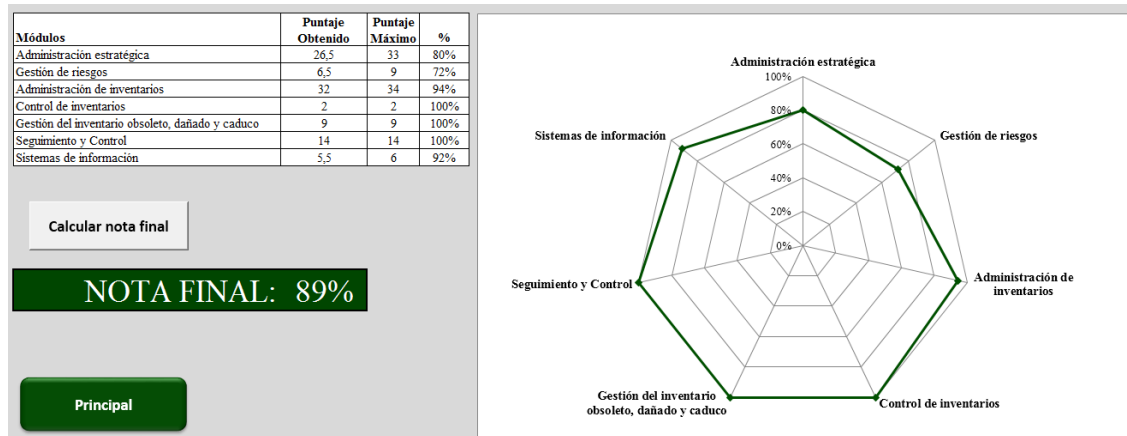 Módulos Puntaje Obtenido Puntaje Máximo %
Administración estratégica 26,5 33 80%
Gestión de riesgos 6,5 9 72%
Administración de inventarios 32 34 94%
Control de inventarios 2 2 100%
Gestión del inventario obsoleto, dañado y caduco 9 9 100%
Seguimiento y Control 14 14 100%
Sistemas de información 5,5 6 92%
Calcular nota final
NOTA FINAL: 89%
Principal
Administración estratégica
100%
80%
60%
40%
20%
0%
Gestión de riesgos
Administración de
inventarios
Control de inventarios
Gestión del inventario
obsoleto, dañado y caduco
Seguimiento y Control
Sistemas de información